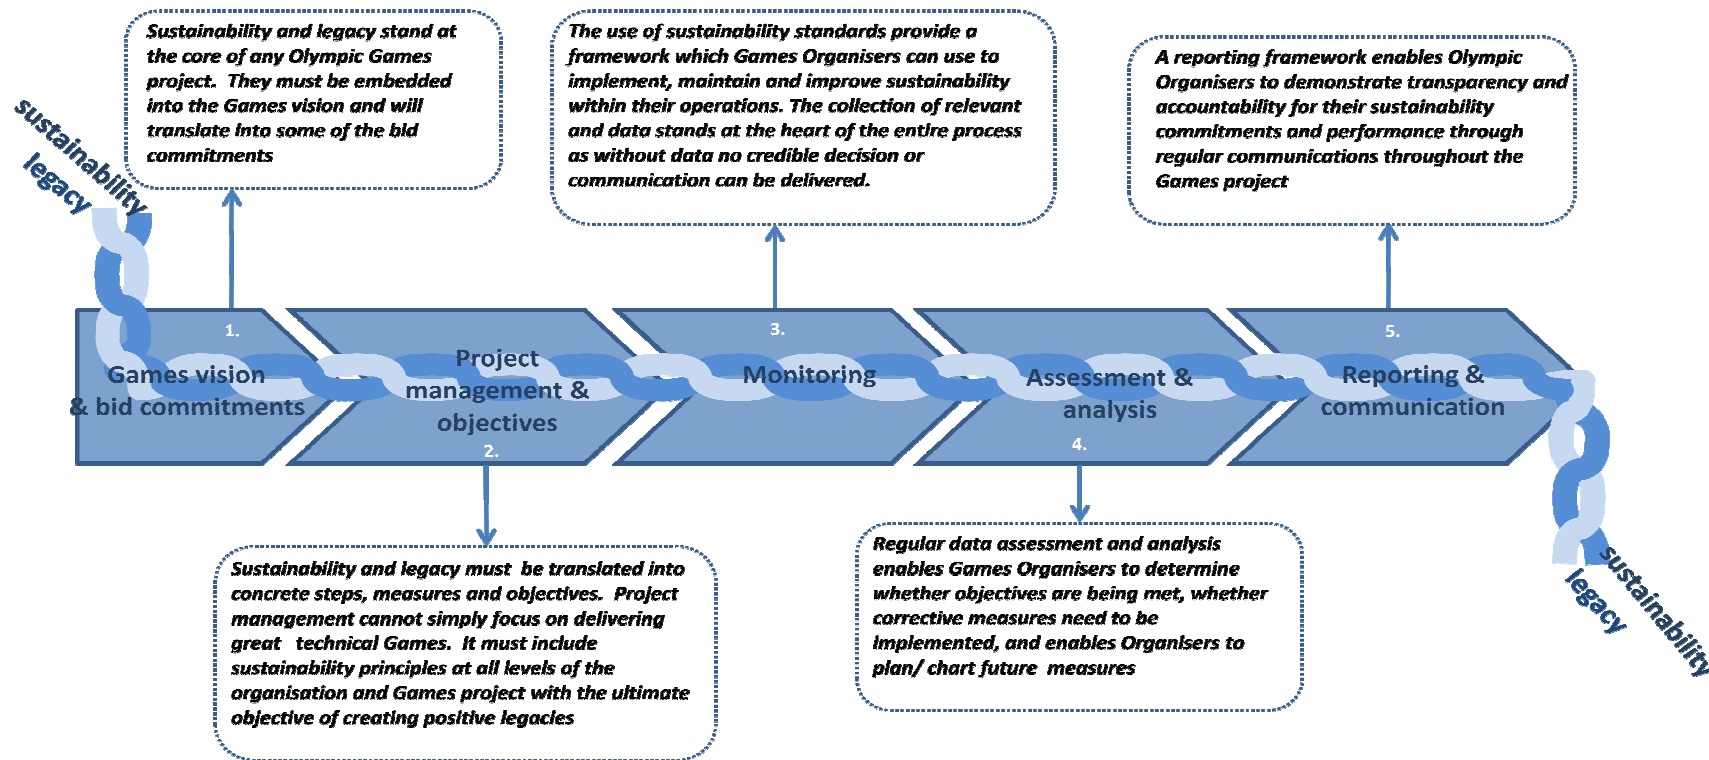 Sustainability and legacy stand at
the core of any Olympic Games
project.  They must be embedded
into the Games vision and will
translate into some of the bid
commitments
The use of sustainability standards provide a
framework which Games Organisers can use to
implement, maintain and improve sustainability
within their operations. The collection of relevant
and data stands at the heart of the entire process
as without data no credible decision or
communication can be delivered.
A reporting framework enables Olympic
Organisers to demonstrate transparency and
accountability for their sustainability
commitments and performance through
regular communications throughout the
Games project
sustainability
legacy
1.
Games vision
& bid commitments
Project
management &
objectives
2.
3.
Monitoring
Assessment &
analysis
4.
5.
Reporting &
communication
Sustainability and legacy must  be translated into
concrete steps, measures and objectives.  Project
management cannot simply focus on delivering
great   technical Games.  It must include
sustainability principles at all levels of the
organisation and Games project with the ultimate
objective of creating positive legacies
Regular data assessment and analysis
enables Games Organisers to determine
whether objectives are being met, whether
corrective measures need to be
implemented, and enables Organisers to
plan/ chart future  measures
sustainability
legacy